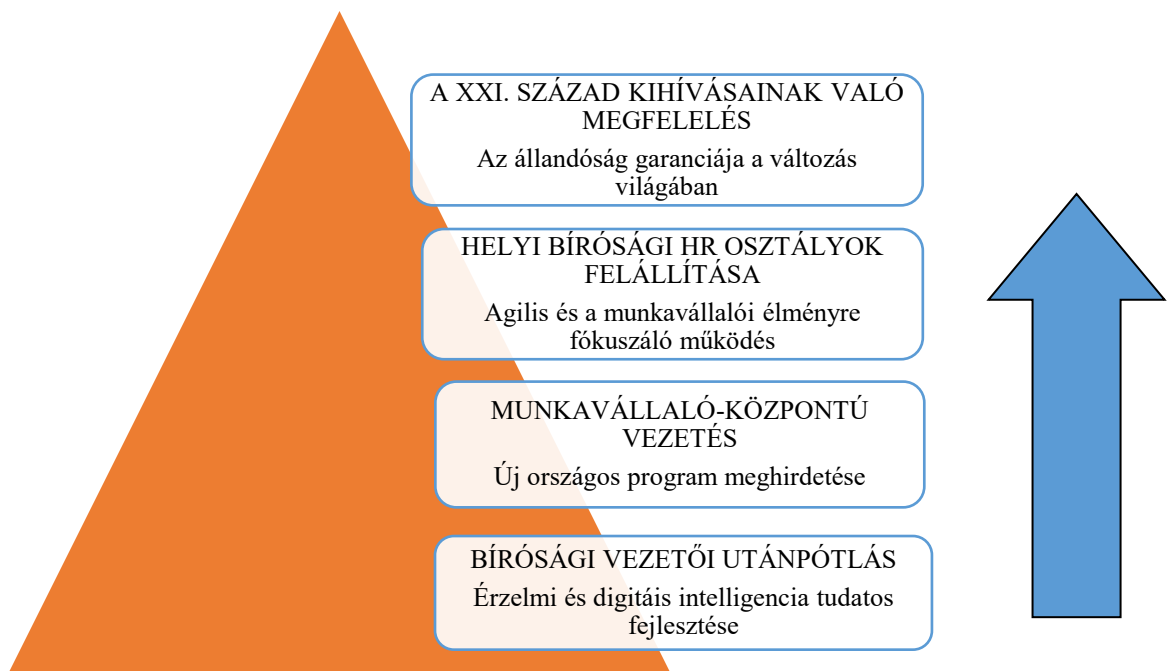 A XXI. SZÁZAD KIHÍVÁSAINAK VALÓ
MEGFELELÉS
Az állandóság garanciája a változás
világában
HELYI BÍRÓSÁGI HR OSZTÁLYOK
FELÁLLÍTÁSA
Agilis és a munkavállalói élményre
fókuszáló működés
MUNKAVÁLLALÓ-KÖZPONTÚ
VEZETÉS
Új országos program meghirdetése
BÍRÓSÁGI VEZETŐI UTÁNPÓTLÁS
Érzelmi és digitáis intelligencia tudatos
fejlesztése